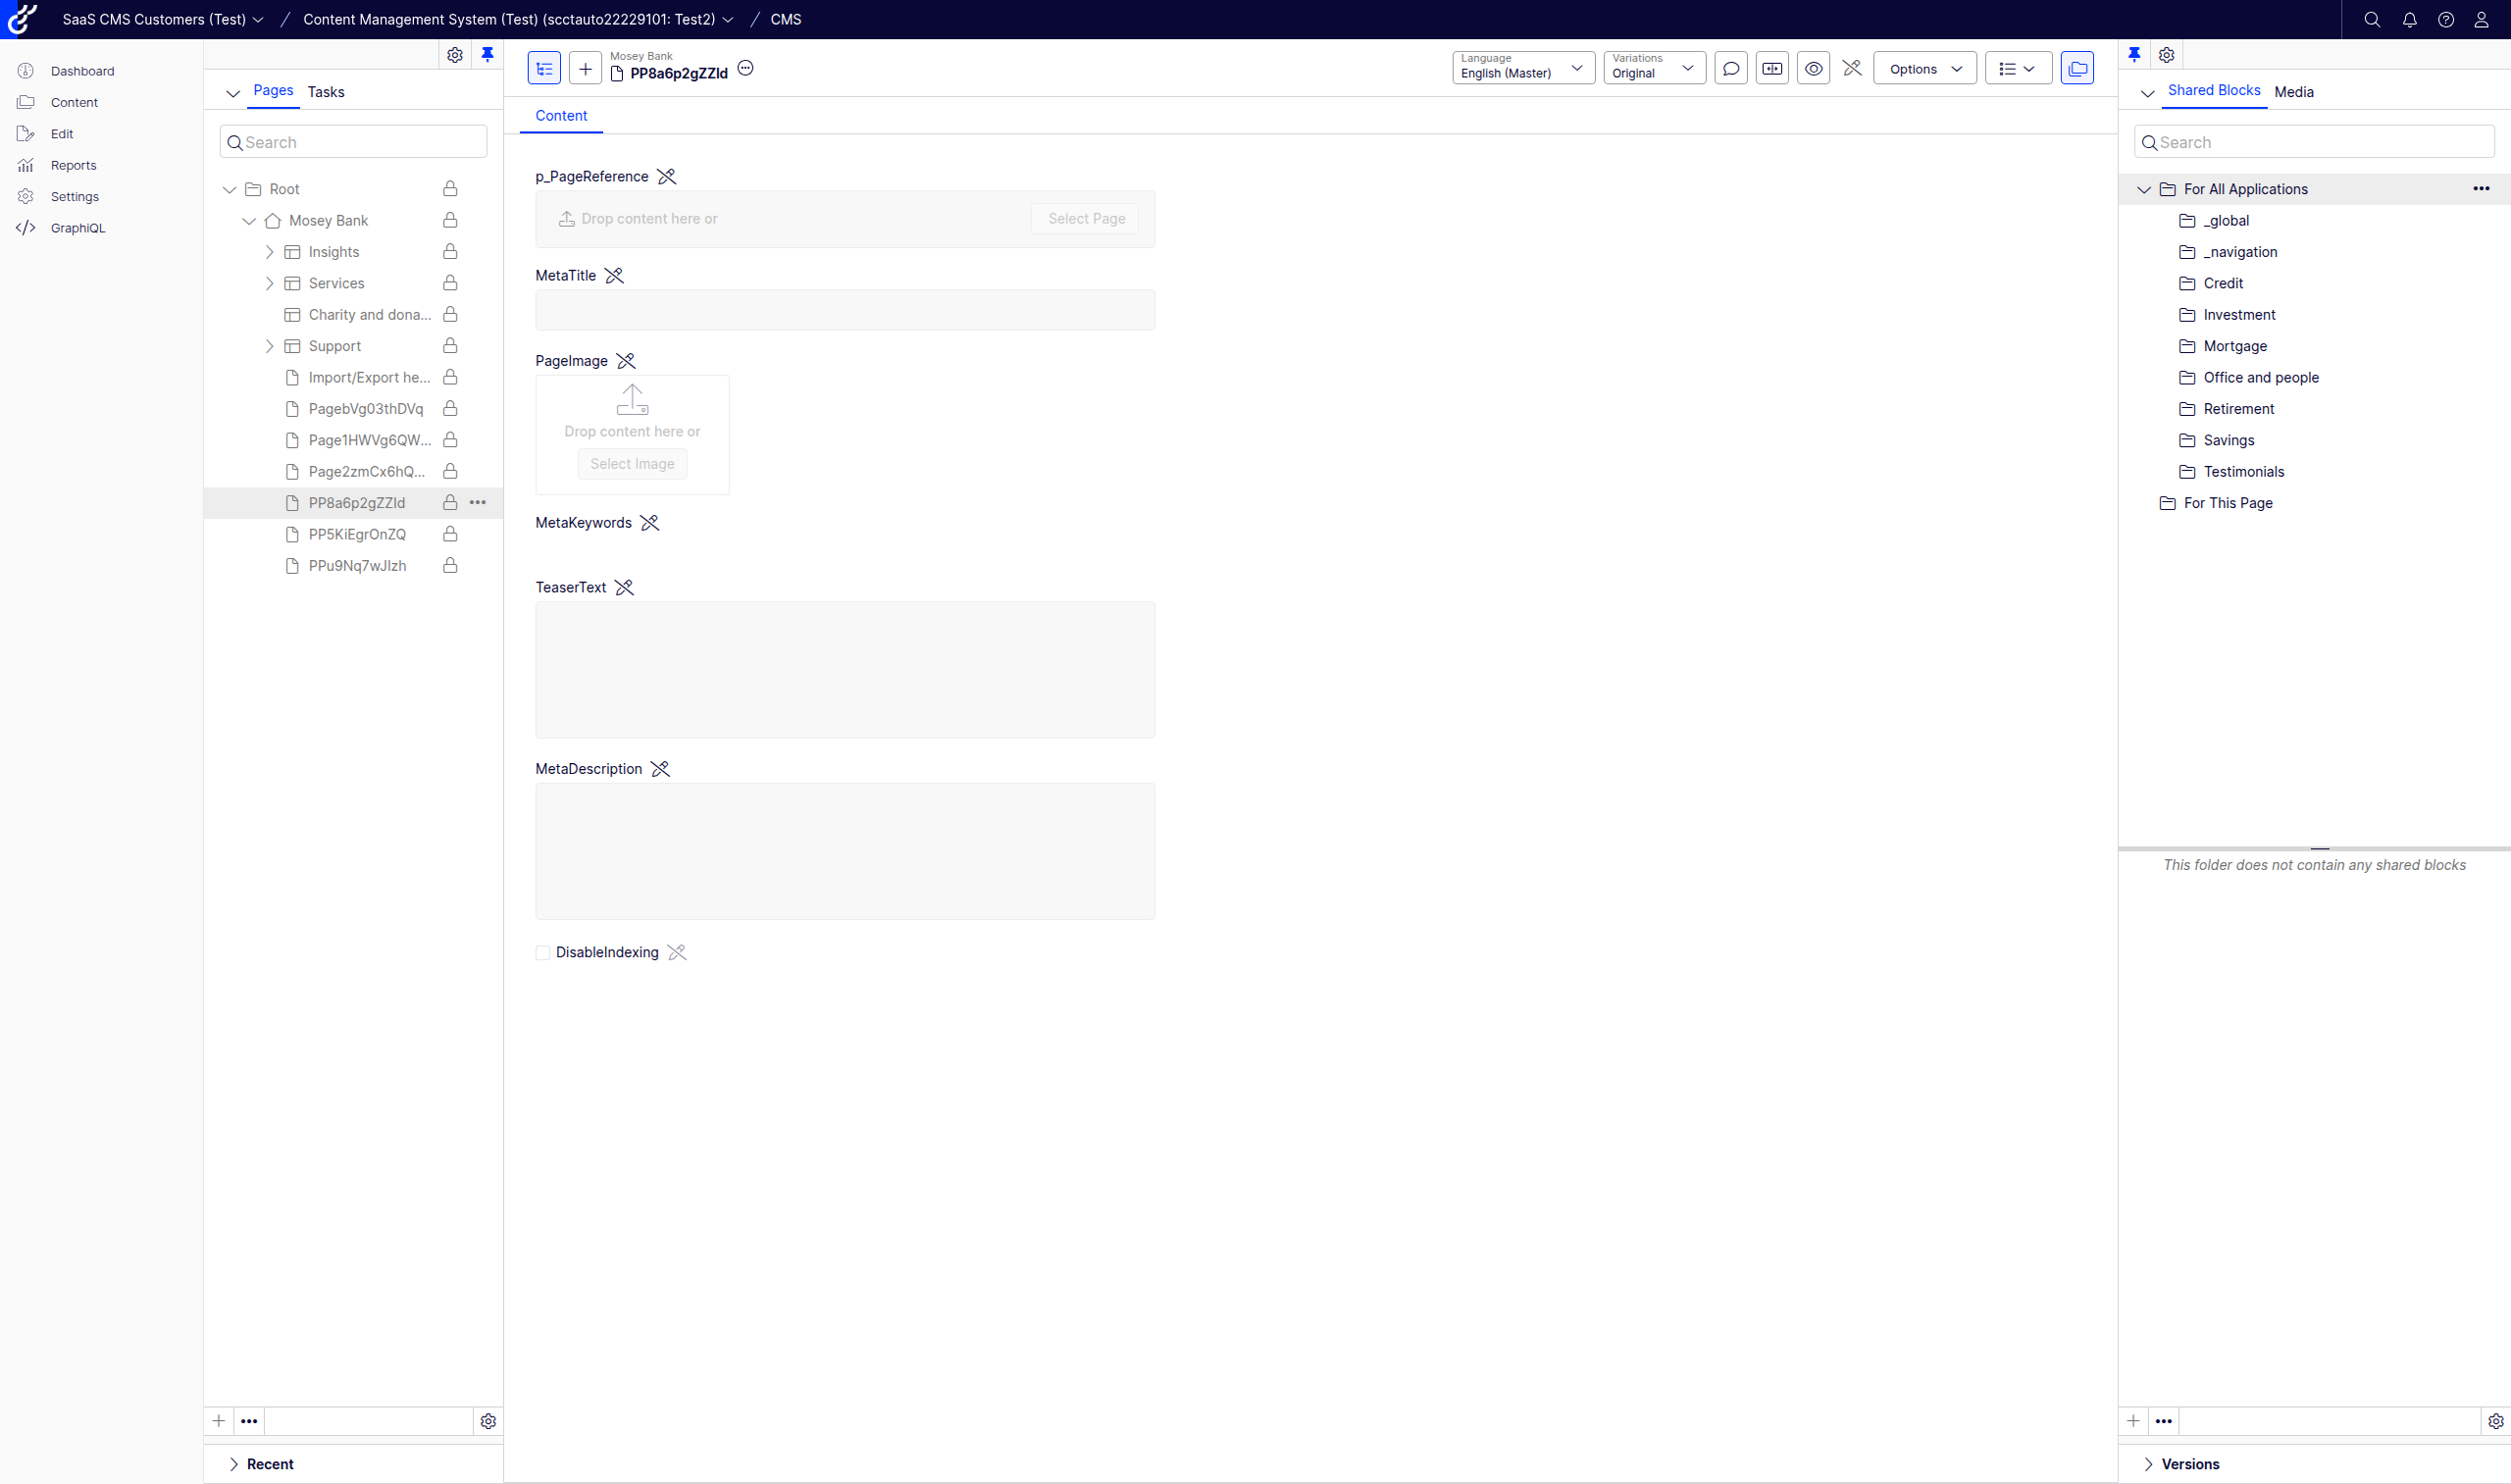 SaaS CMS Customers (Test) / Content Management System (Test) (scctauto22229101: Test2) / CMS
Dashboard
Content
Edit
Reports
Settings
GraphiQL
Pages Tasks
Search
Root
Mosey Bank
Insights
Services
Charity and dona...
Support
Import/Export he...
PagebVg03thDVq
Page1HWVg6QW...
Page2zmCx6hQ...
PP8a6p2gZZld
PP5KiEgrOnZQ
PPu9Nq7wJlzh
Recent
Mosey Bank
PP8a6p2gZZld
Language
English (Master)
Variations
Original
Options
Content
p_PageReference
Drop content here or Select Page
MetaTitle
PageImage
Drop content here or
Select Image
MetaKeywords
TeaserText
MetaDescription
DisableIndexing
Shared Blocks Media
Search
For All Applications
_global
_navigation
Credit
Investment
Mortgage
Office and people
Retirement
Savings
Testimonials
For This Page
This folder does not contain any shared blocks
Versions